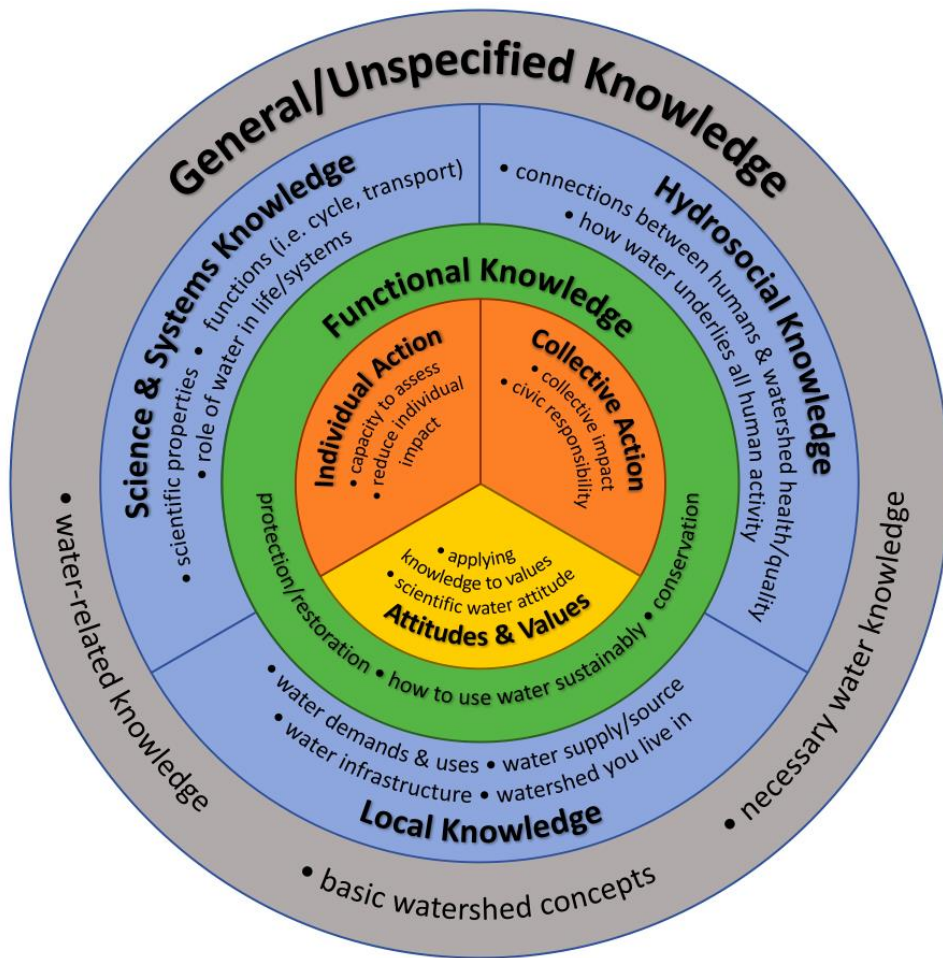 General/Unspecified Knowledge
• water-related knowledge
• basic watershed concepts
• necessary water knowledge
Science & Systems Knowledge
• scientific properties • functions (i.e. cycle, transport)
• role of water in life/systems
Hydrosocial Knowledge
• connections between humans & watershed health/quality
• how water underlies all human activity
Local Knowledge
• water demands & uses • water supply/source
• water infrastructure • watershed you live in
Functional Knowledge
protection/restoration • how to use water sustainably • conservation
Individual Action
• capacity to assess
• reduce individual
impact
Collective Action
• collective impact
• civic responsibility
• applying
knowledge to values
• scientific water attitude
Attitudes & Values